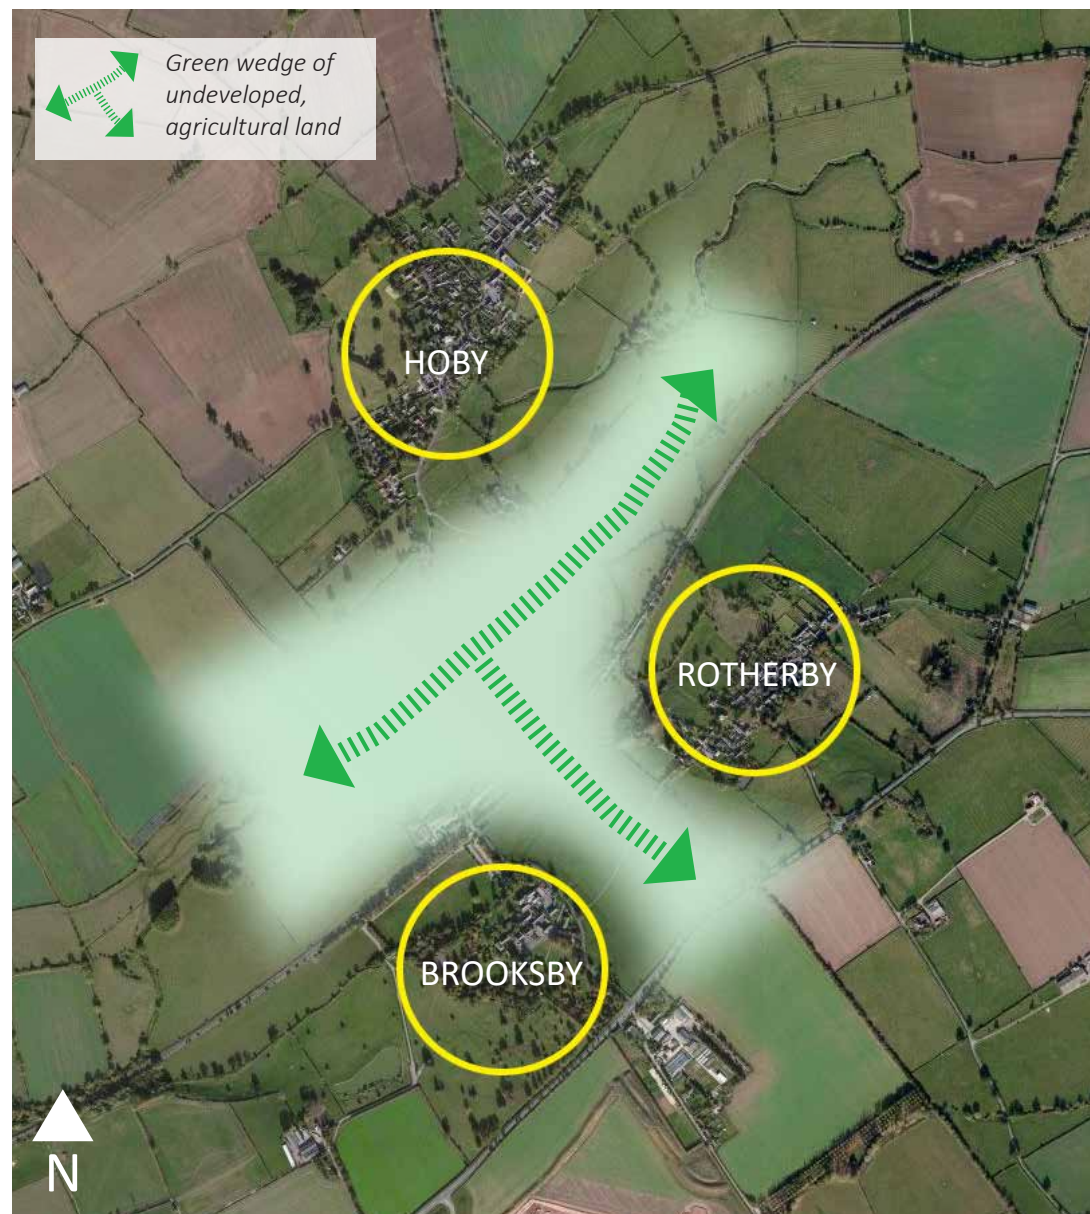 Green wedge of
undeveloped,
agricultural land
HOBY
ROTHERBY
BROOKSBY
N